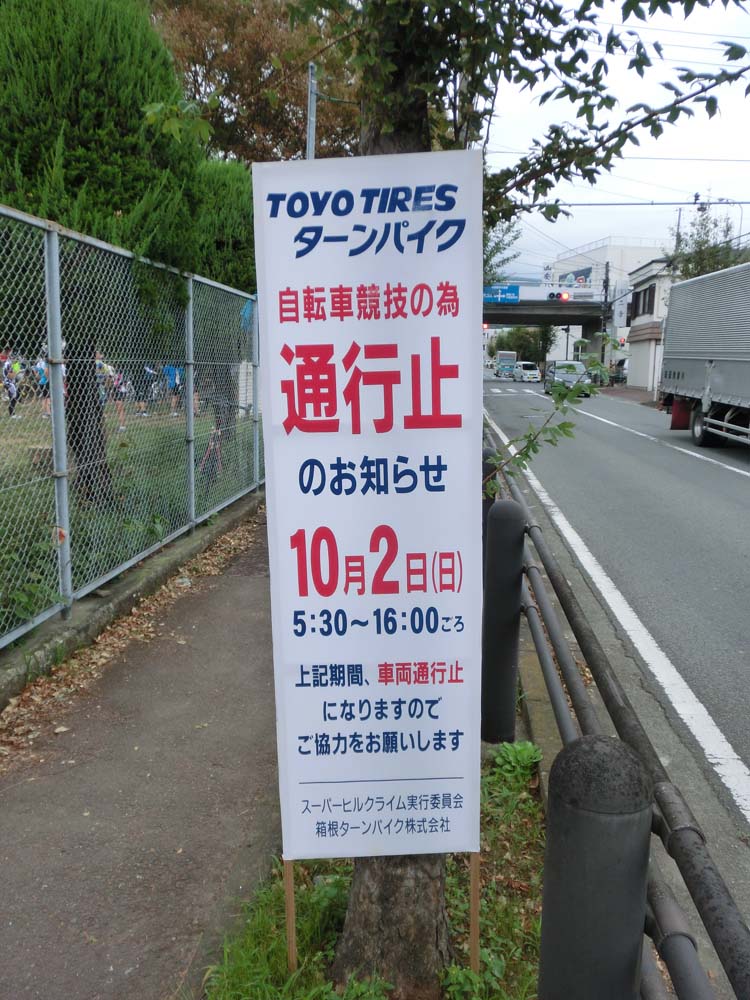 TOYO TIRES
ターンパイク
自転車競技の為
通行止
のお知らせ
10月2日(日)
5:30～16:00ごろ
上記期間、車両通行止
になりますので
ご協力をお願いします
スーパーヒルクライム実行委員会
箱根ターンパイク株式会社